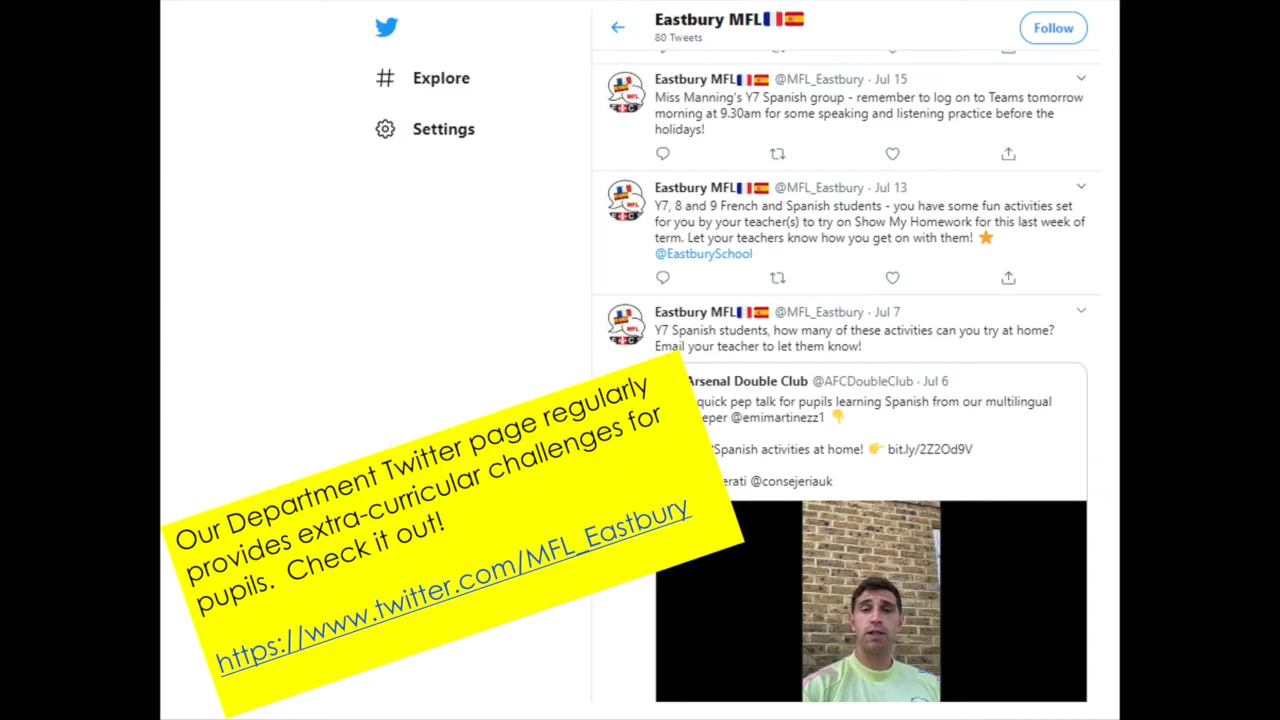 Explore
Settings
Eastbury MFL
80 Tweets
Follow
Eastbury MFL @MFL_Eastbury · Jul 15
Miss Manning's Y7 Spanish group - remember to log on to Teams tomorrow
morning at 9.30am for some speaking and listening practice before the
holidays!
Eastbury MFL @MFL_Eastbury · Jul 13
Y7, 8 and 9 French and Spanish students - you have some fun activities set
for you by your teacher(s) to try on Show My Homework for this last week of
term. Let your teachers know how you get on with them!
@EastburySchool
Eastbury MFL @MFL_Eastbury · Jul 7
Y7 Spanish students, how many of these activities can you try at home?
Email your teacher to let them know!
Arsenal Double Club @AFCDoubleClub · Jul 6
quick pep talk for pupils learning Spanish from our multilingual
@emimartinezz1
Spanish activities at home! bit.ly/2Z2Od9V
@consejeriauk
Our Department Twitter page regularly
provides extra-curricular challenges for
pupils. Check it out!
https://www.twitter.com/MFL_Eastbury